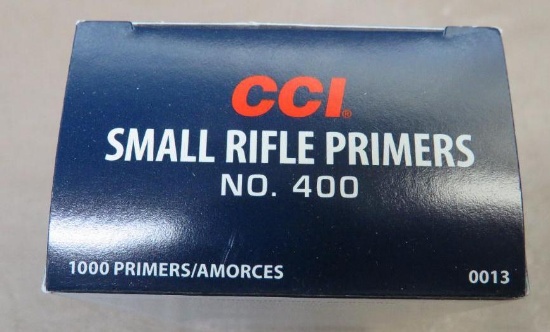 CCI®
SMALL RIFLE PRIMERS
NO. 400
1000 PRIMERS/AMORCES 0013